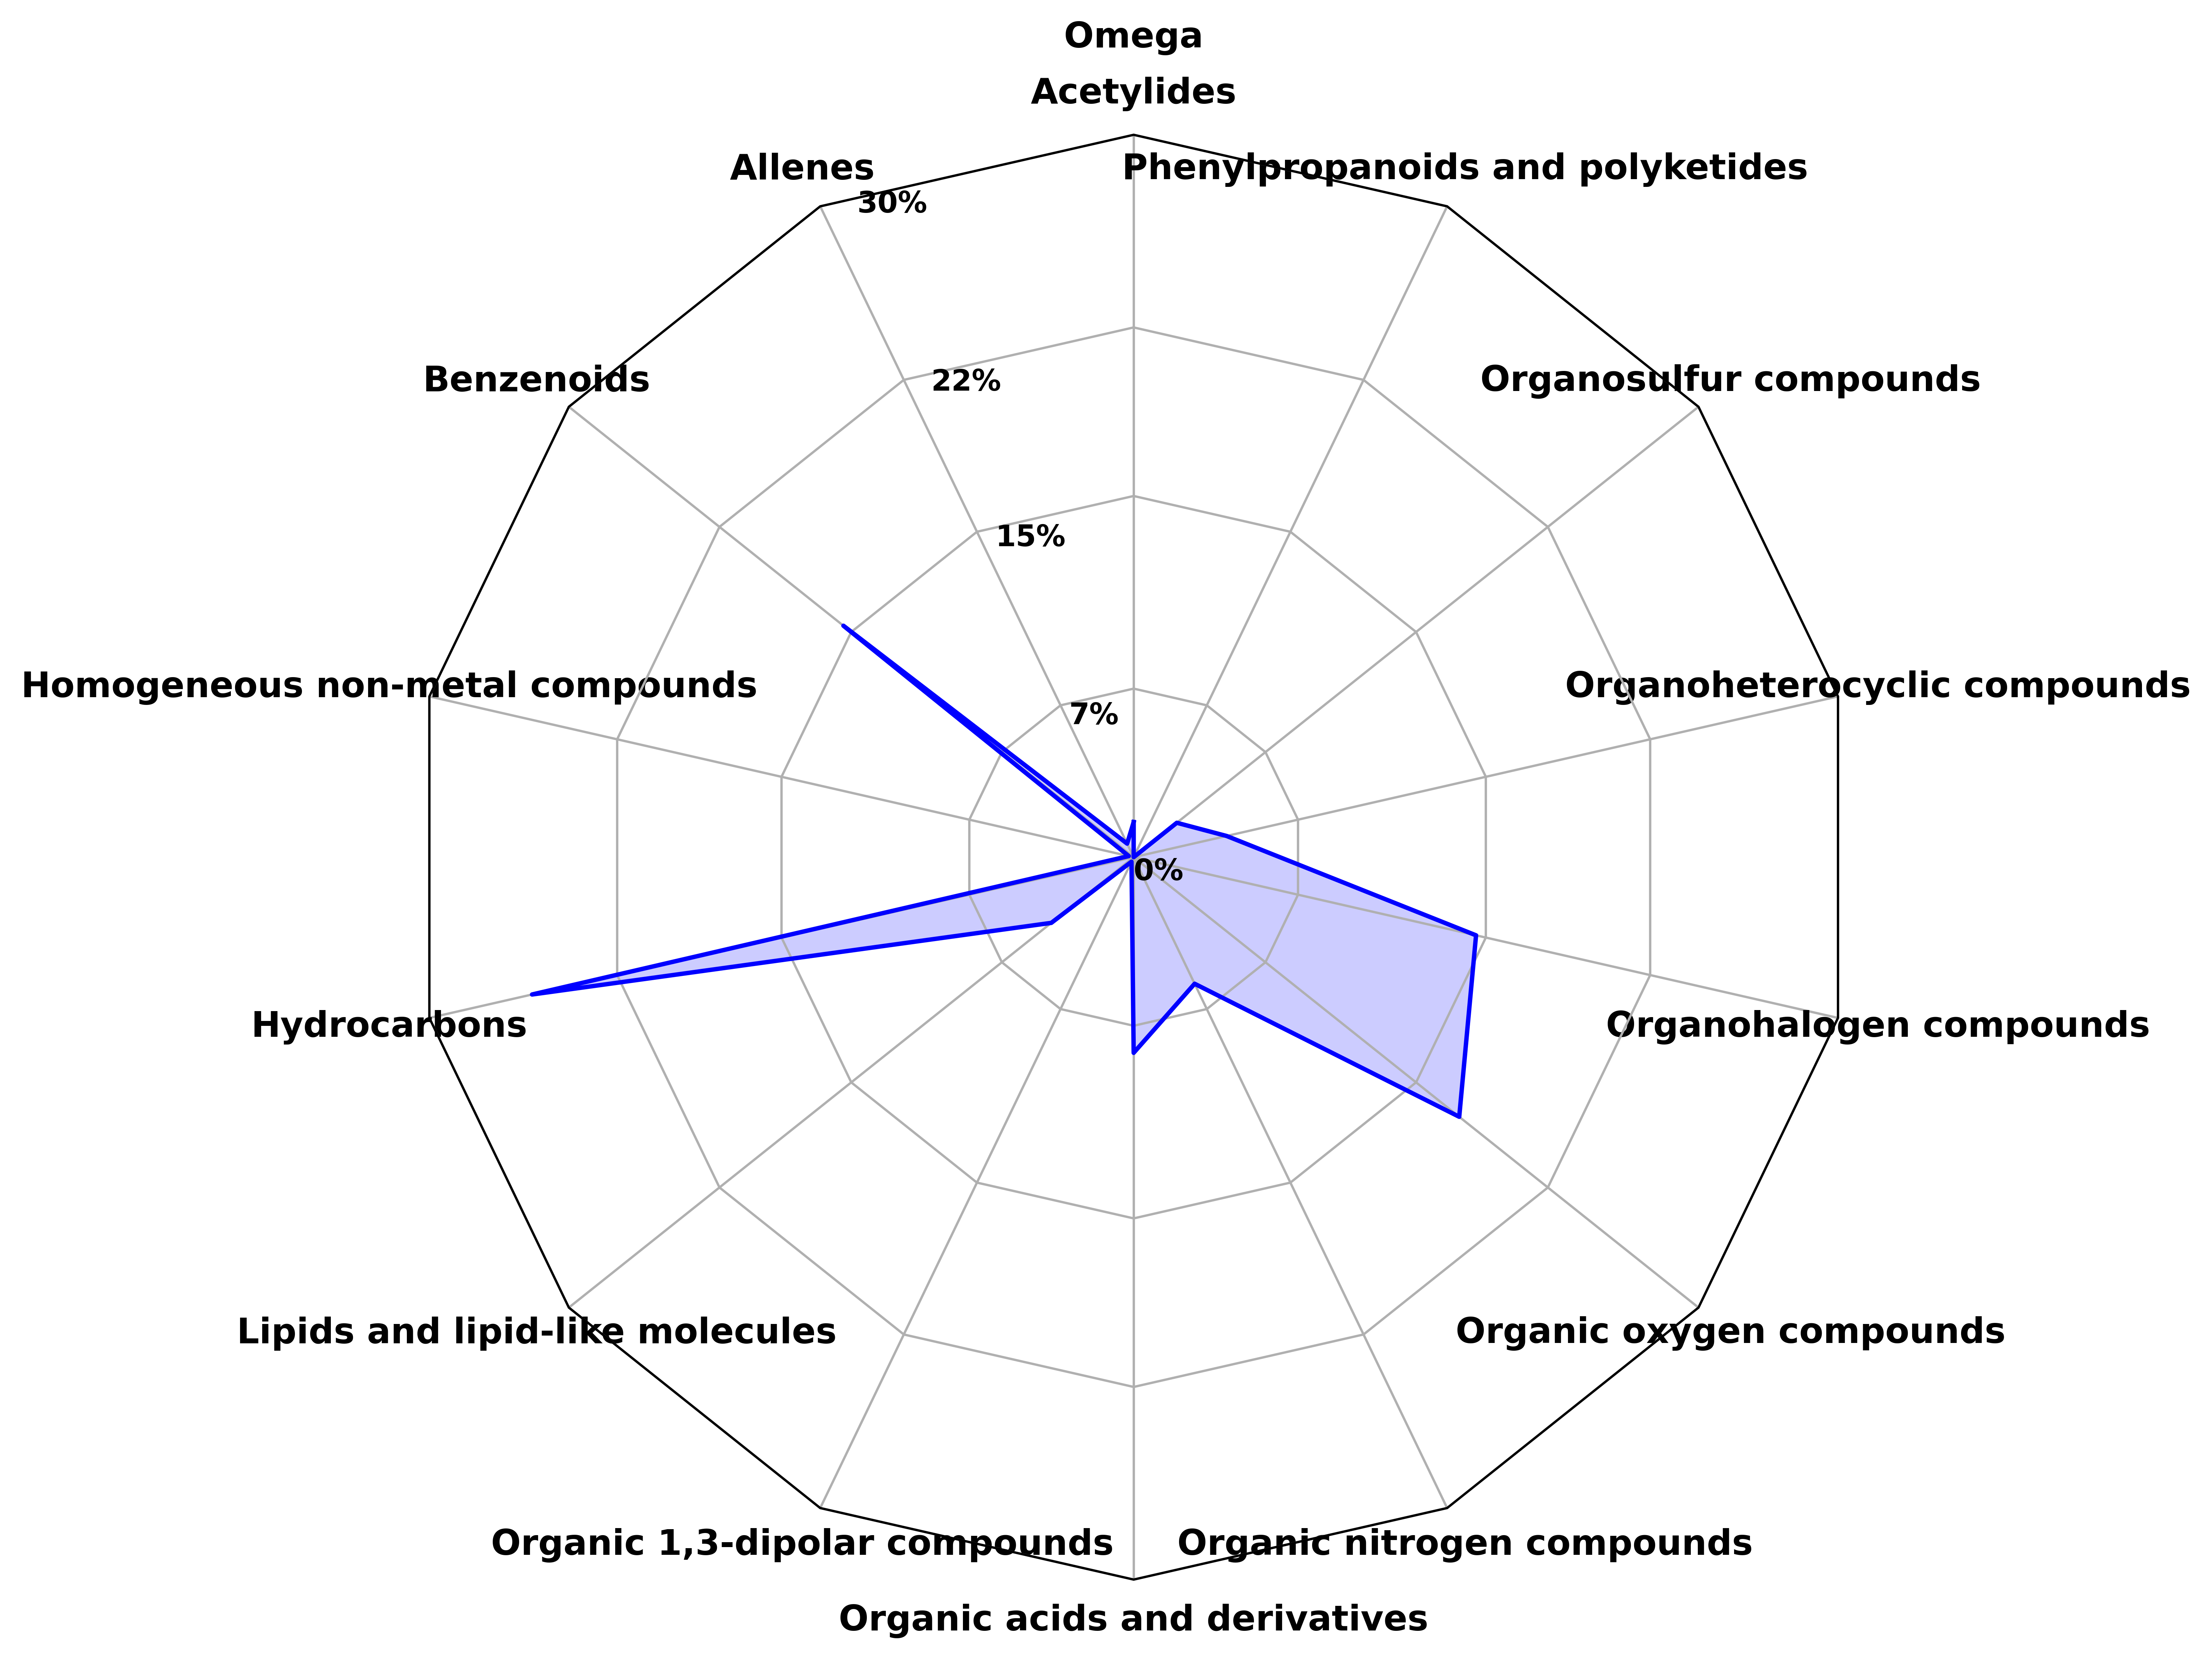 Omega
Acetylides
Allenes
Phenylpropanoids and polyketides
30%
Benzenoids
22%
Organosulfur compounds
15%
Homogeneous non-metal compounds
7%
Organoheterocyclic compounds
0%
Hydrocarbons
Organohalogen compounds
Lipids and lipid-like molecules
Organic oxygen compounds
Organic 1,3-dipolar compounds
Organic nitrogen compounds
Organic acids and derivatives